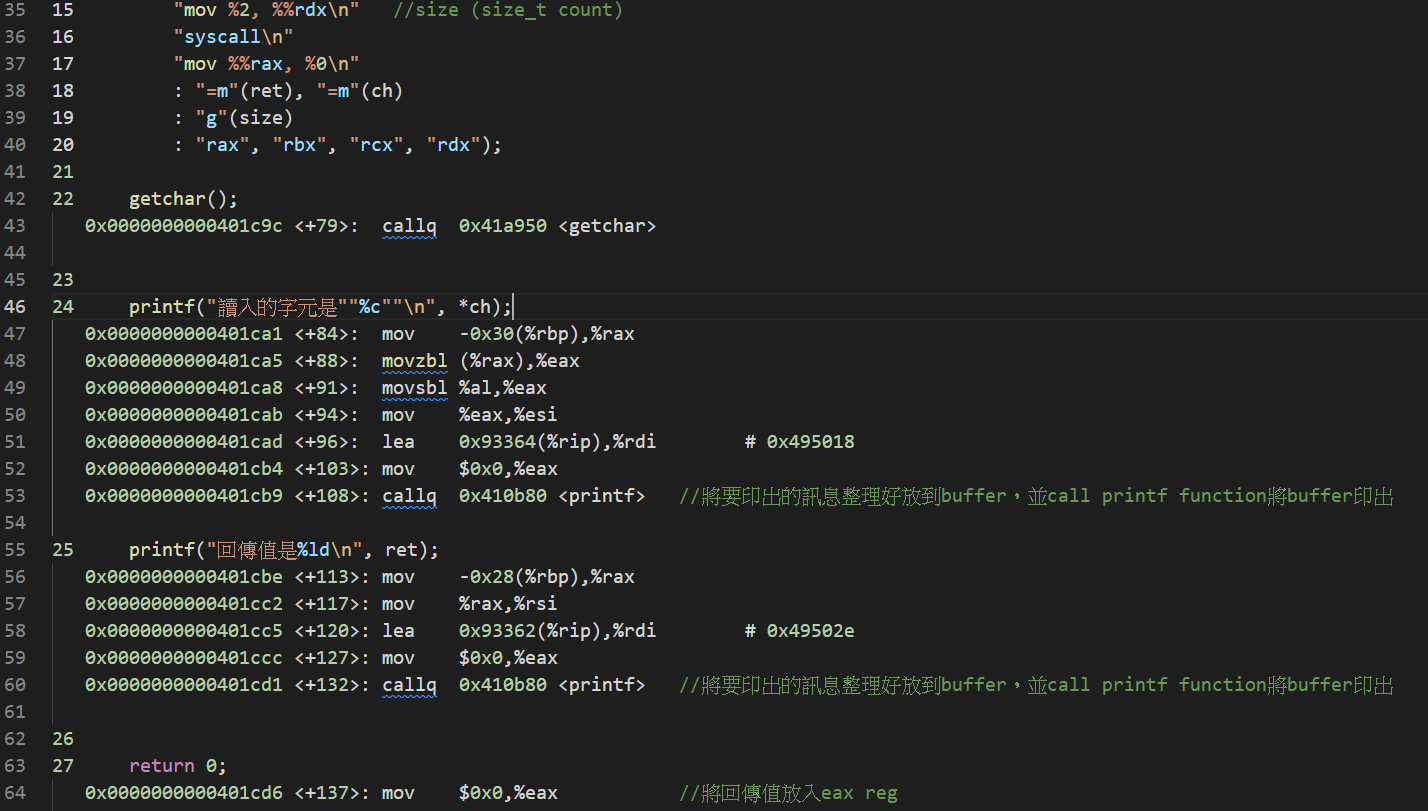 35 15 "mov %2, %%rdx\n" //size (size_t count)
36 16 "syscall\n"
37 17 "mov %%rax, %0\n"
38 18 : "=m"(ret), "=m"(ch)
39 19 : "g"(size)
40 20 : "rax", "rbx", "rcx", "rdx");
41 21
42 22 getchar();
43 0x0000000000401c9c <+79>: callq 0x41a950 <getchar>
44
45 23
46 24 printf("讀入的字元是""%c""\n", *ch);
47 0x0000000000401ca1 <+84>: mov -0x30(%rbp),%rax
48 0x0000000000401ca5 <+88>: movzbl (%rax),%eax
49 0x0000000000401ca8 <+91>: movsbl %al,%eax
50 0x0000000000401cab <+94>: mov %eax,%esi
51 0x0000000000401cad <+96>: lea 0x93364(%rip),%rdi # 0x495018
52 0x0000000000401cb4 <+103>: mov $0x0,%eax
53 0x0000000000401cb9 <+108>: callq 0x410b80 <printf> //將要印出的訊息整理好放到buffer，並call printf function將buffer印出
54
55 25 printf("回傳值是%ld\n", ret);
56 0x0000000000401cbe <+113>: mov -0x28(%rbp),%rax
57 0x0000000000401cc2 <+117>: mov %rax,%rsi
58 0x0000000000401cc5 <+120>: lea 0x93362(%rip),%rdi # 0x49502e
59 0x0000000000401ccc <+127>: mov $0x0,%eax
60 0x0000000000401cd1 <+132>: callq 0x410b80 <printf> //將要印出的訊息整理好放到buffer，並call printf function將buffer印出
61
62 26
63 27 return 0;
64 0x0000000000401cd6 <+137>: mov $0x0,%eax //將回傳值放入eax reg